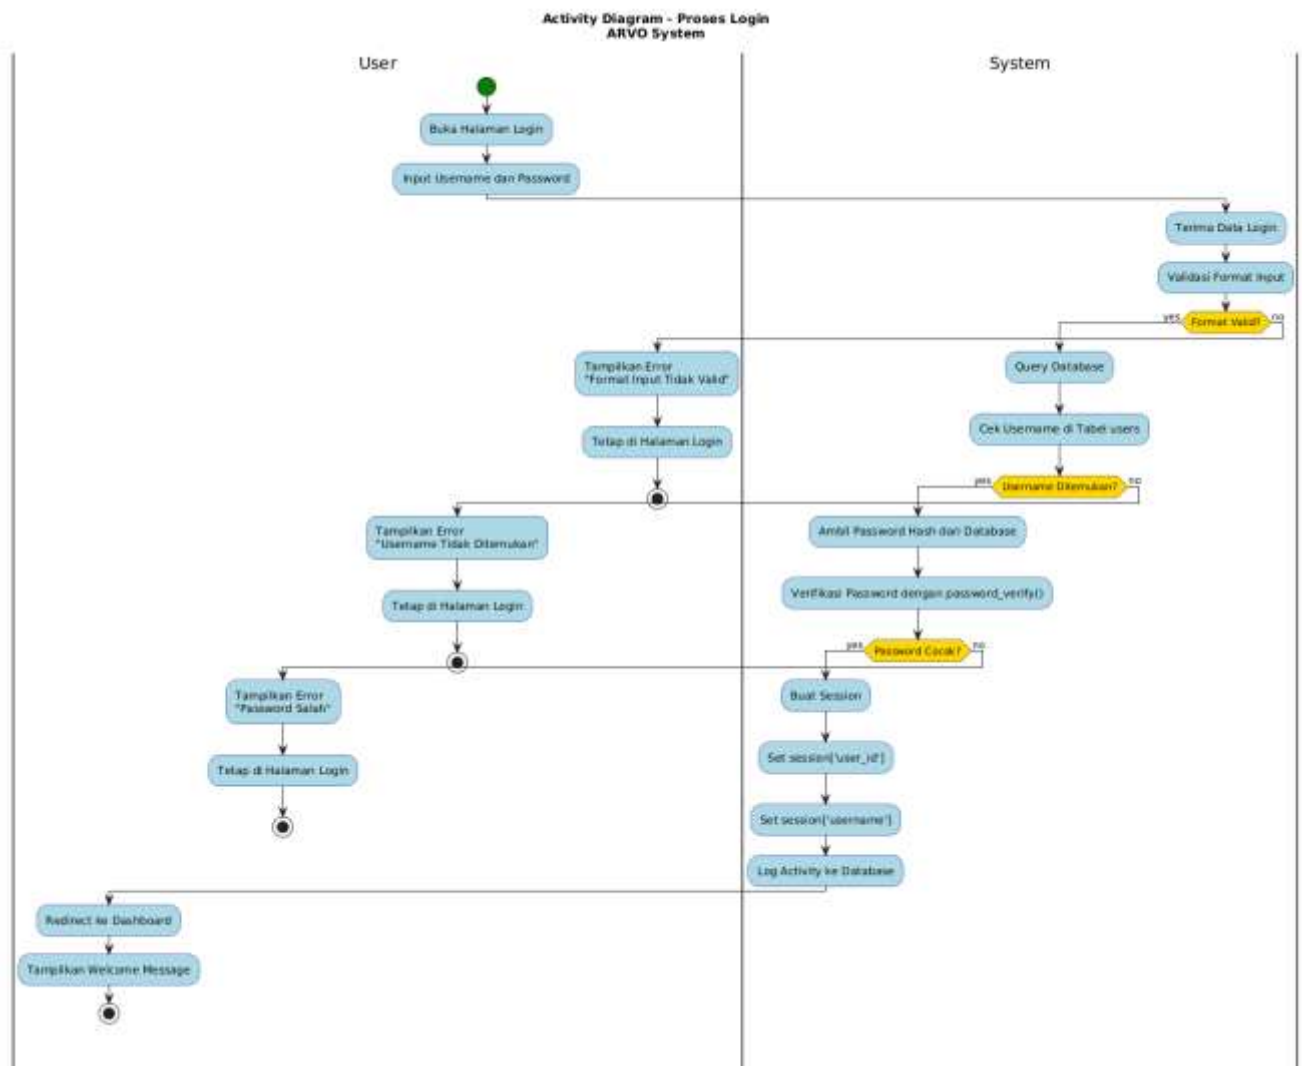 Activity Diagram - Proses Login
ARVO System
User
System
Buka Halaman Login
Input Username dan Password
Terima Data Login
Validasi Format Input
Format Valid?
yes
no
Tampilkan Error
"Format Input Tidak Valid"
Query Database
Tetap di Halaman Login
Cek Username di Tabel users
Username Ditemukan?
yes
no
Tampilkan Error
"Username Tidak Ditemukan"
Ambil Password Hash dari Database
Tetap di Halaman Login
Verifikasi Password dengan password_verify()
Password Cocok?
yes
no
Tampilkan Error
"Password Salah"
Buat Session
Tetap di Halaman Login
Set session['user_id']
Set session['username']
Log Activity ke Database
Redirect ke Dashboard
Tampilkan Welcome Message